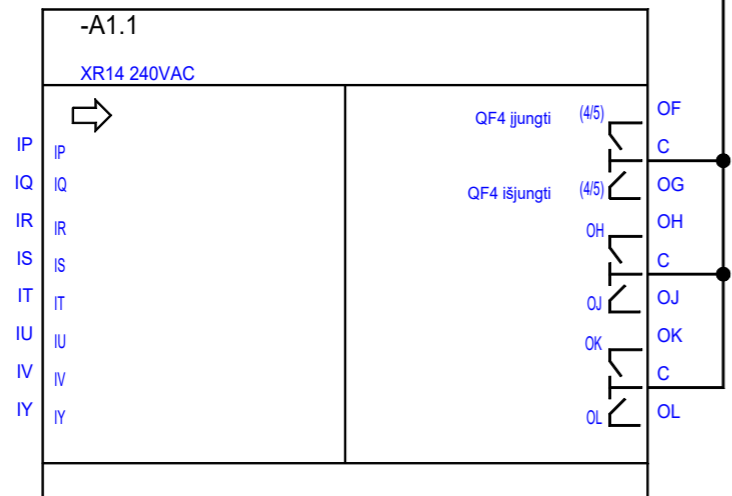 -A1.1
XR14 240VAC
QF4 įjungti (4/5) OF
IP IP C
IQ IQ QF4 išjungti (4/5) OG
IR IR OH OH
IS IS C
IT IT OJ OJ
IU IU OK OK
IV IV C
IY IY OL OL